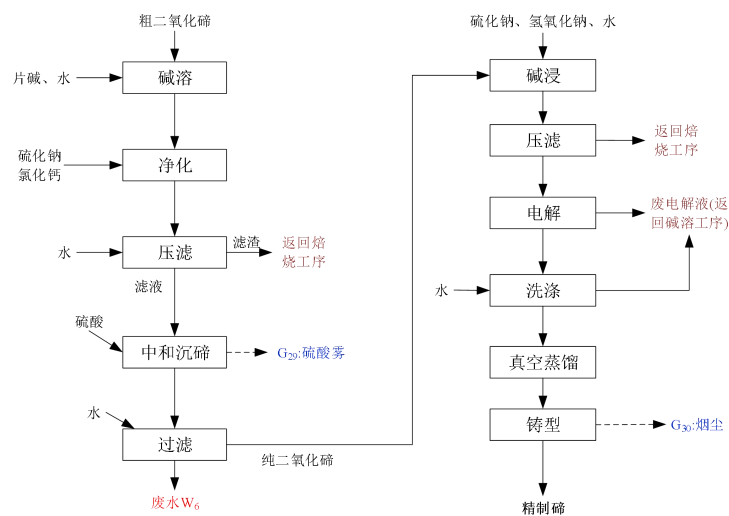 粗二氧化碲
片碱、水
碱溶
硫化钠
氯化钙
净化
水
压滤
滤渣
返回焙
烧工序
滤液
硫酸
中和沉碲
G29:硫酸雾
水
过滤
纯二氧化碲
废水W6
硫化钠、氢氧化钠、水
碱浸
压滤
返回焙
烧工序
电解
废电解液(返
回碱溶工序)
水
洗涤
真空蒸馏
铸型
G30:烟尘
精制碲